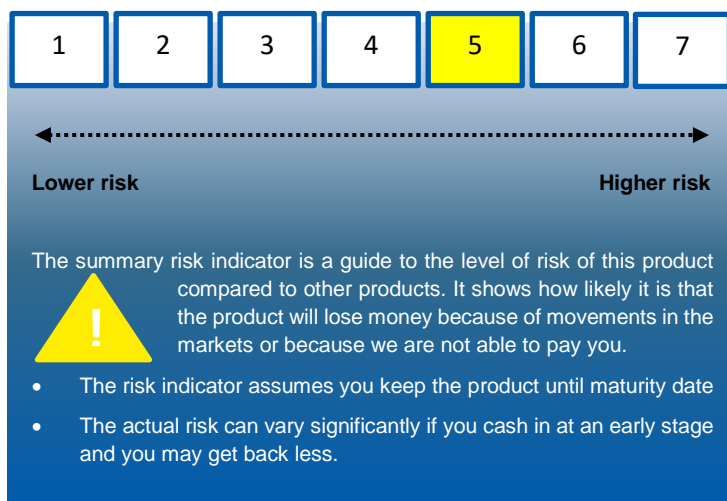 1 2 3 4 5 6 7
Lower risk Higher risk
The summary risk indicator is a guide to the level of risk of this product
compared to other products. It shows how likely it is that
! the product will lose money because of movements in the
markets or because we are not able to pay you.
• The risk indicator assumes you keep the product until maturity date
• The actual risk can vary significantly if you cash in at an early stage
and you may get back less.